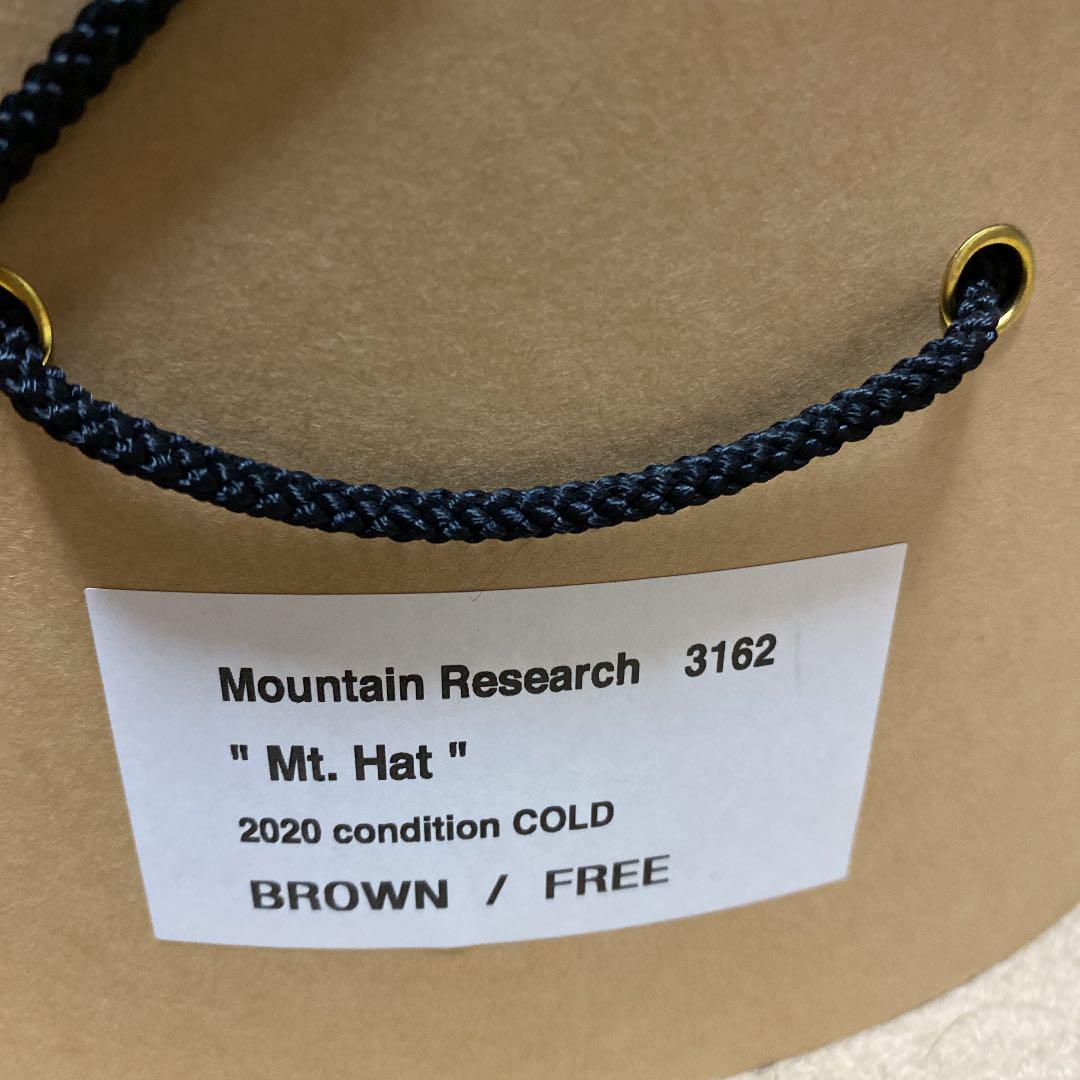 Mountain Research 3162
" Mt. Hat "
2020 condition COLD
BROWN / FREE